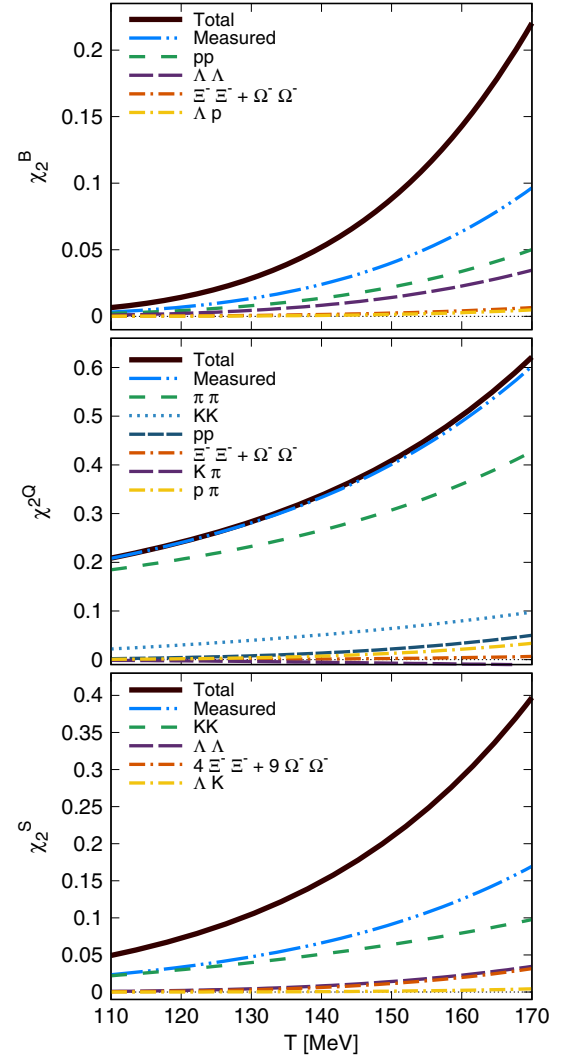 Total
Measured
pp
Λ Λ
Ξ⁻ Ξ⁻ + Ω⁻ Ω⁻
Λ p
0.2
0.15
0.1
0.05
0
χ₂ᴮ
Total
Measured
π π
KK
pp
Ξ⁻ Ξ⁻ + Ω⁻ Ω⁻
K π
p π
0.6
0.5
0.4
0.3
0.2
0.1
0
χ²Q
Total
Measured
KK
Λ Λ
4 Ξ⁻ Ξ⁻ + 9 Ω⁻ Ω⁻
Λ K
0.4
0.35
0.3
0.25
0.2
0.15
0.1
0.05
0
χ₂ˢ
110 120 130 140 150 160 170
T [MeV]